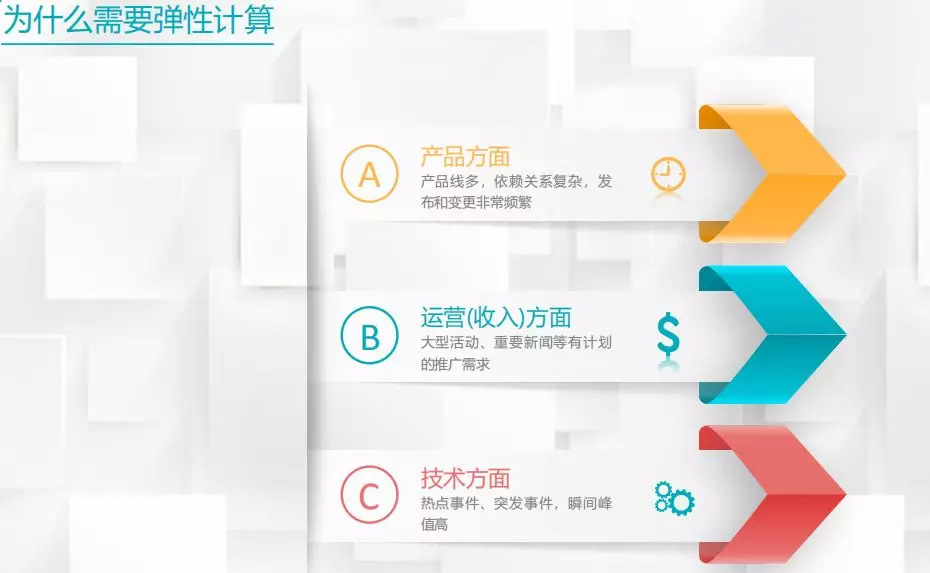 为什么需要弹性计算
A
产品方面
产品线多，依赖关系复杂，发
布和变更非常频繁
B
运营(收入)方面
大型活动、重要新闻等有计划
的推广需求
$
C
技术方面
热点事件、突发事件，瞬间峰
值高